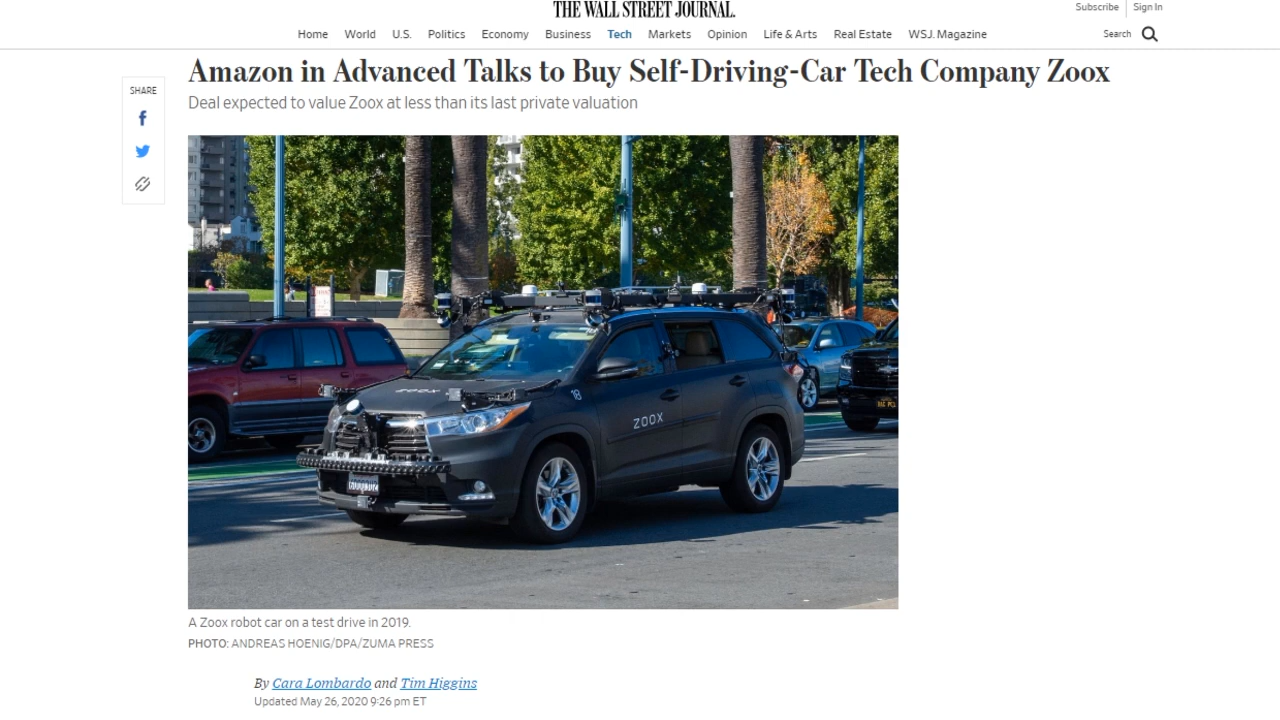 THE WALL STREET JOURNAL.
Subscribe Sign In
Home World U.S. Politics Economy Business Tech Markets Opinion Life & Arts Real Estate WSJ. Magazine
Search
Amazon in Advanced Talks to Buy Self-Driving-Car Tech Company Zoox
SHARE
Deal expected to value Zoox at less than its last private valuation
ZOOX
18
ZOOX
A Zoox robot car on a test drive in 2019.
PHOTO: ANDREAS HOENIG/DPA/ZUMA PRESS
By Cara Lombardo and Tim Higgins
Updated May 26, 2020 9:26 pm ET